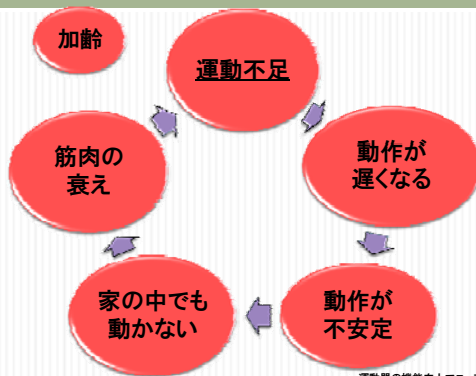 加齢
運動不足
動作が
遅くなる
動作が
不安定
家の中でも
動かない
筋肉の
衰え